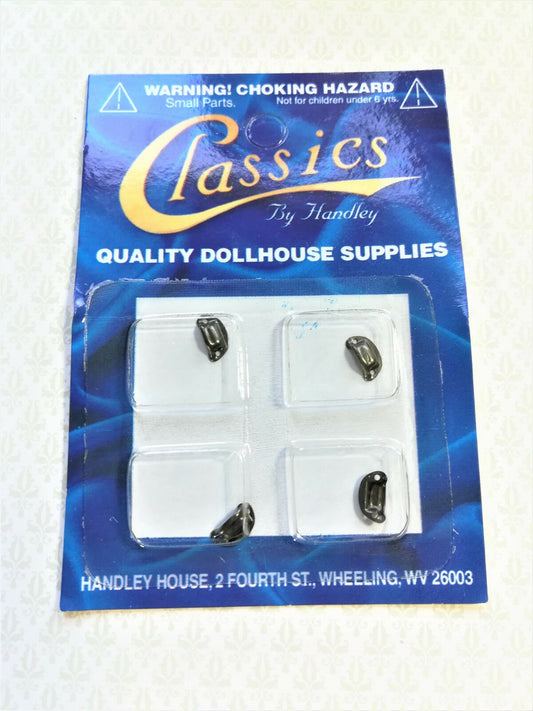 WARNING! CHOKING HAZARD
Small Parts. Not for children under 6 yrs.
Classics
By Handley
QUALITY DOLLHOUSE SUPPLIES
HANDLEY HOUSE, 2 FOURTH ST., WHEELING, WV 26003